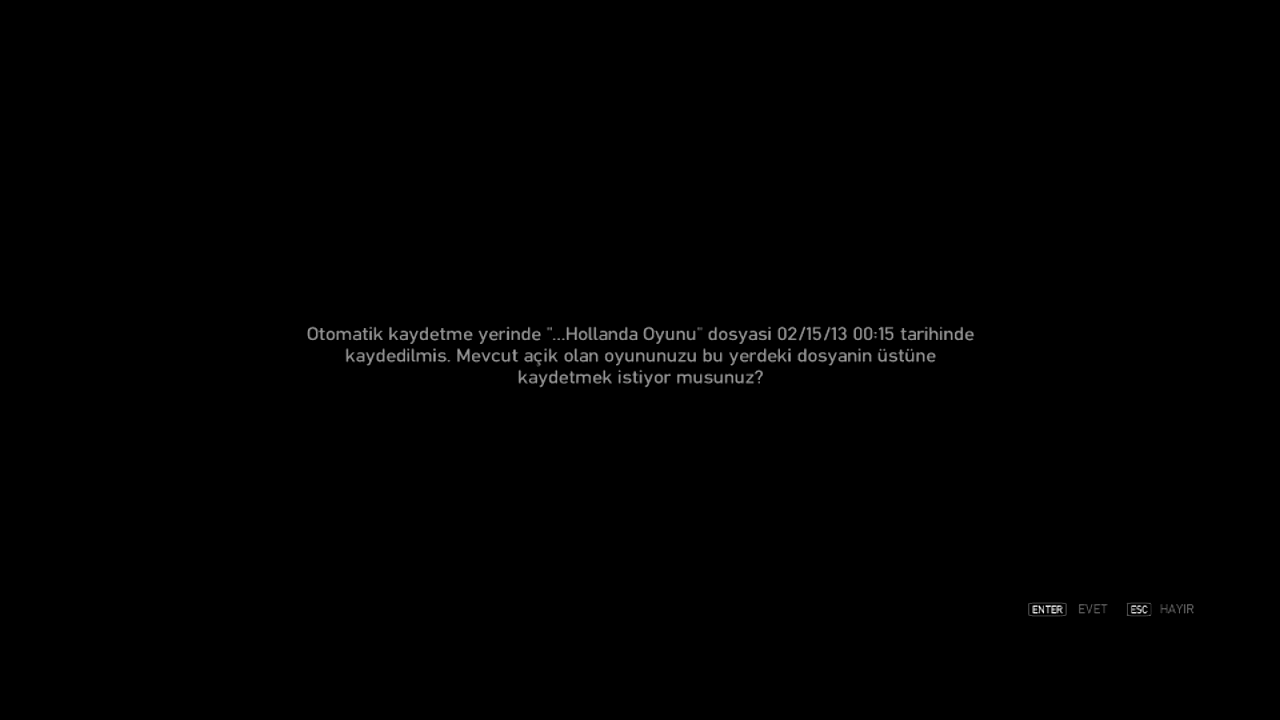 Otomatik kaydetme yerinde "...Hollanda Oyunu" dosyasi 02/15/13 00:15 tarihinde
kaydedilmis. Mevcut açik olan oyununuzu bu yerdeki dosyanin üstüne
kaydetmek istiyor musunuz?
ENTER EVET ESC HAYIR